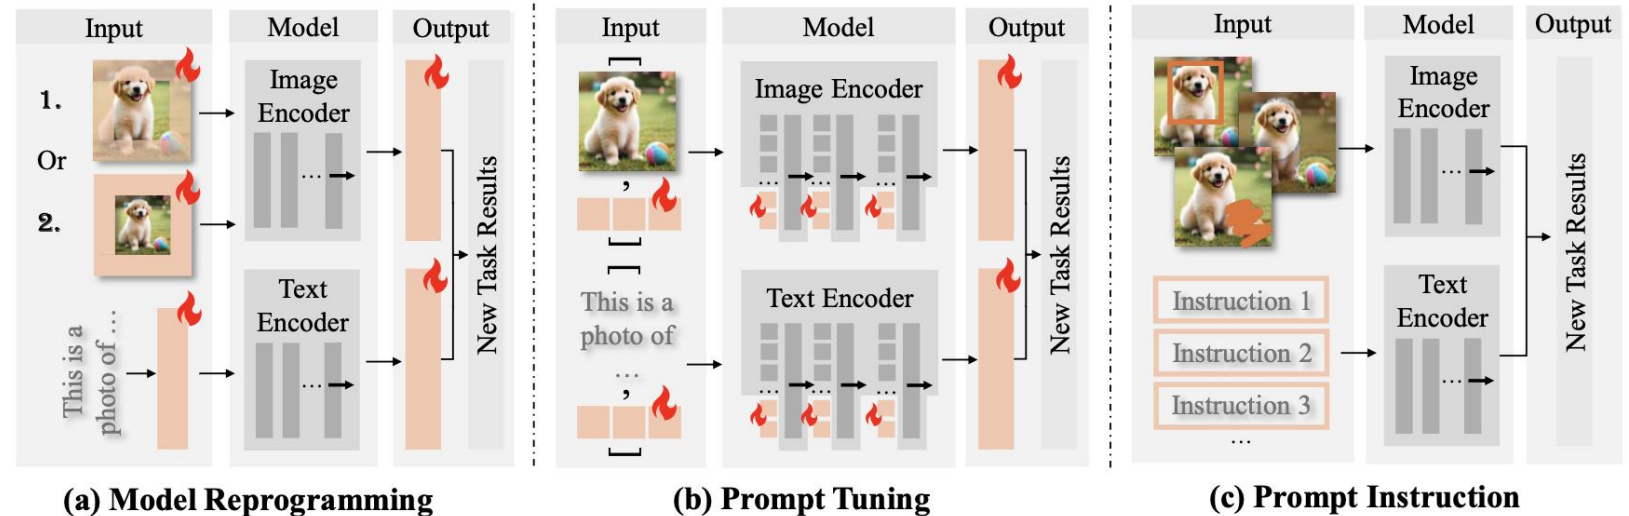 Input
Model
Output
1.
Or
2.
This is a
photo of ...
Image
Encoder
...
Text
Encoder
...
New Task Results
(a) Model Reprogramming
Input
Model
Output
[
,
]
[
This is a
photo of
...
,
]
Image Encoder
... ... ...
Text Encoder
... ... ...
New Task Results
(b) Prompt Tuning
Input
Model
Output
Instruction 1
Instruction 2
Instruction 3
...
Image
Encoder
...
Text
Encoder
...
New Task Results
(c) Prompt Instruction